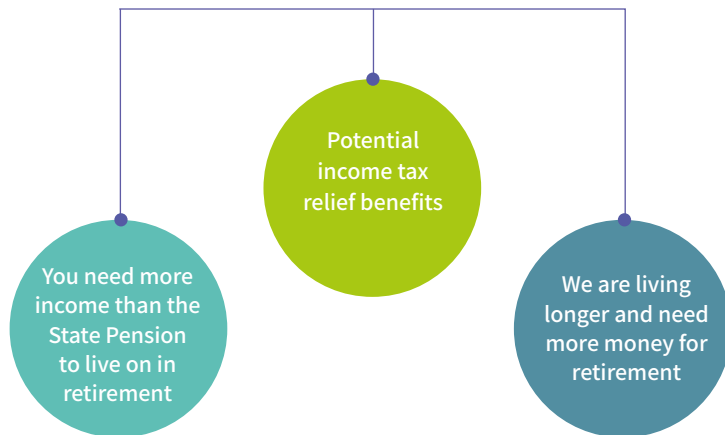 You need more
income than the
State Pension
to live on in
retirement
Potential
income tax
relief benefits
We are living
longer and need
more money for
retirement